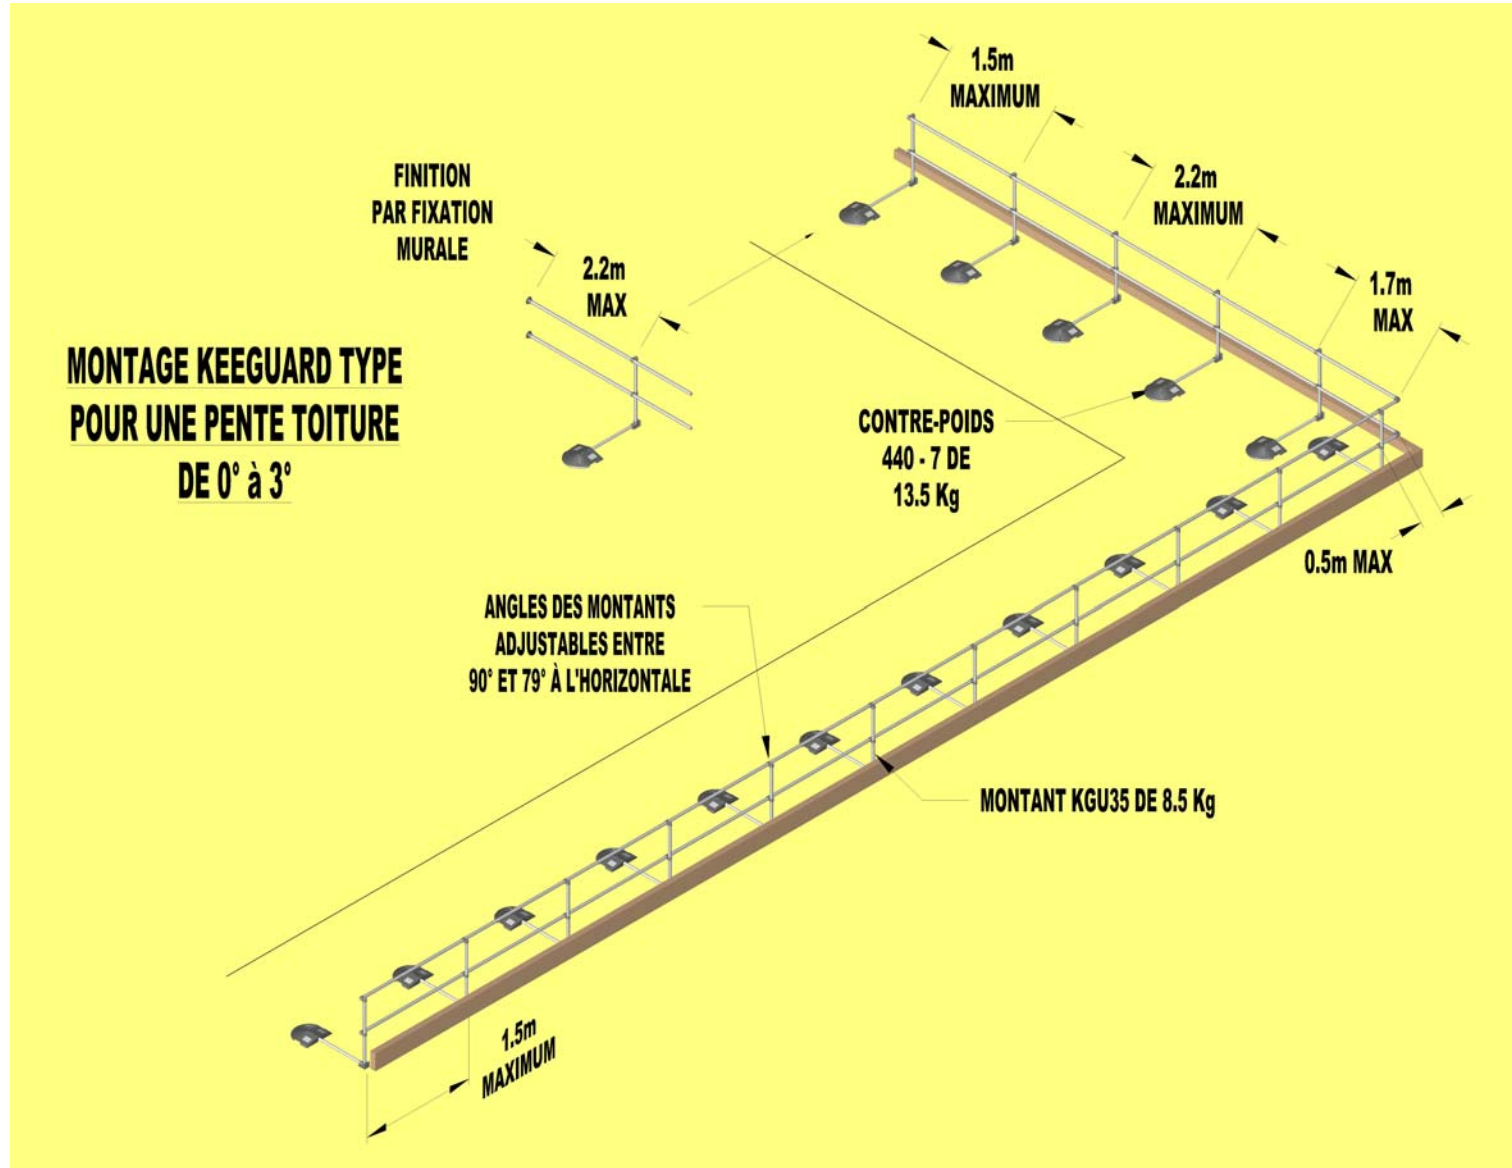 1.5m
MAXIMUM
2.2m
MAXIMUM
1.7m
MAX
FINITION
PAR FIXATION
MURALE
2.2m
MAX
MONTAGE KEEGUARD TYPE
POUR UNE PENTE TOITURE
DE 0° à 3°
CONTRE-POIDS
440 - 7 DE
13.5 Kg
0.5m MAX
ANGLES DES MONTANTS
ADJUSTABLES ENTRE
90° ET 79° À L'HORIZONTALE
MONTANT KGU35 DE 8.5 Kg
1.5m
MAXIMUM